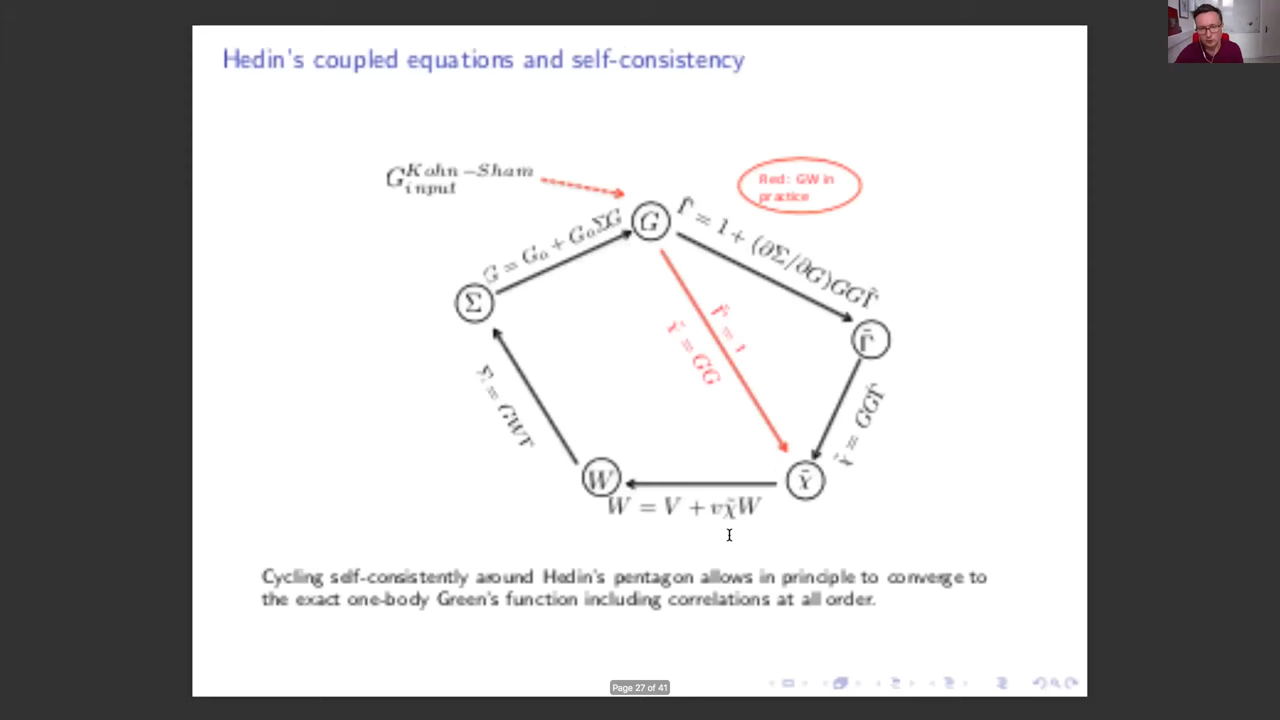 Hedin's coupled equations and self-consistency
G_{input}^{Kohn-Sham}
Red: GW in
practice
G
G = G₀ + G₀ΣG
Γ̃ = 1 + (∂Σ/∂G)GGΓ̃
Σ
Γ̃ = 1
χ̃ = GG
Γ̃
Σ = GWΓ̃
χ̃ = GGΓ̃
W
χ̃
W = V + vχ̃W
Cycling self-consistently around Hedin's pentagon allows in principle to converge to
the exact one-body Green's function including correlations at all order.
Page 27 of 41